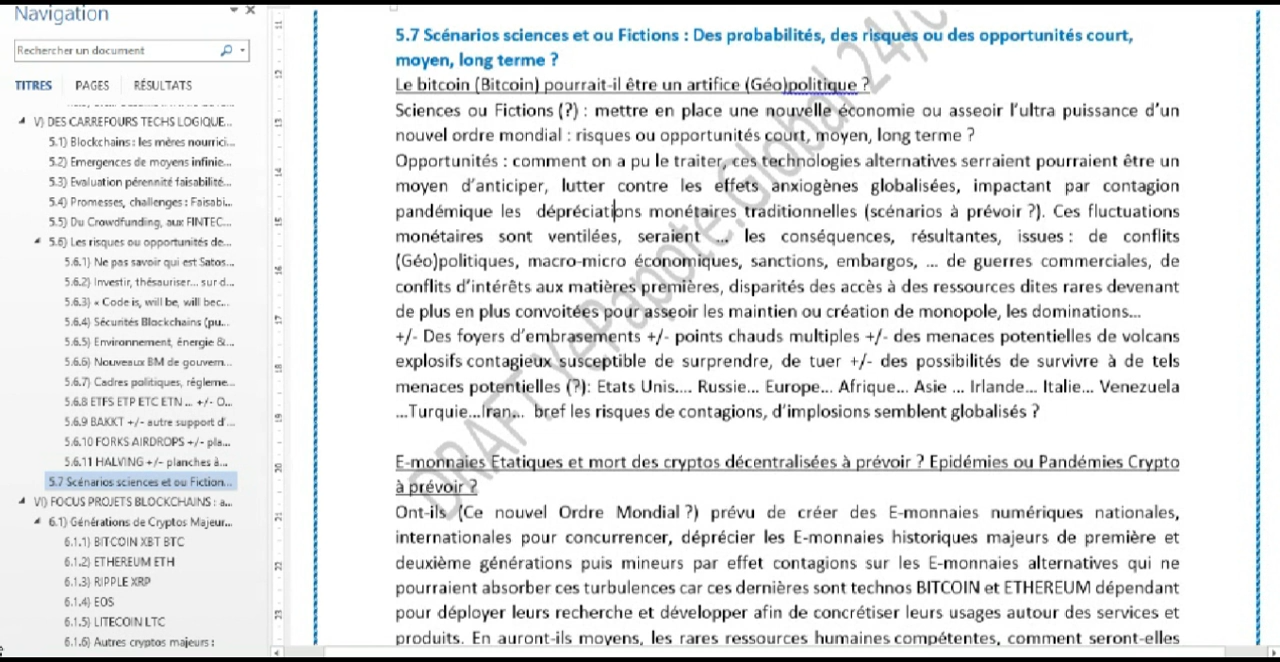 Navigation
Rechercher un document
TITRES PAGES RÉSULTATS
V) DES CARREFOURS TECHS LOGIQUE...
5.1) Blockchains : les mères nourrici...
5.2) Emergences de moyens infinie...
5.3) Evaluation pérennité faisabilité...
5.4) Promesses, challenges : Faisabi...
5.5) Du Crowdfunding, aux FINTEC...
5.6) Les risques ou opportunités de...
5.6.1) Ne pas savoir qui est Satos...
5.6.2) Investir, thésauriser... sur d...
5.6.3) « Code is, will be, will bec...
5.6.4) Sécurités Blockchains (pu...
5.6.5) Environnement, énergie &...
5.6.6) Nouveaux BM de gouvern...
5.6.7) Cadres politiques, régleme...
5.6.8 ETFS ETP ETC ETN ... +/- O...
5.6.9 BAKKT +/- autre support d'...
5.6.10 FORKS AIRDROPS +/- pla...
5.6.11 HALVING +/- planches à...
5.7 Scénarios sciences et ou Fiction...
VI) FOCUS PROJETS BLOCKCHAINS : a...
6.1) Générations de Cryptos Majeur...
6.1.1) BITCOIN XBT BTC
6.1.2) ETHEREUM ETH
6.1.3) RIPPLE XRP
6.1.4) EOS
6.1.5) LITECOIN LTC
6.1.6) Autres cryptos majeurs :
11
12
13
14
15
16
17
18
19
20
21
22
23
5.7 Scénarios sciences et ou Fictions : Des probabilités, des risques ou des opportunités court,
moyen, long terme ?
Le bitcoin (Bitcoin) pourrait-il être un artifice (Géo)politique ?
Sciences ou Fictions (?) : mettre en place une nouvelle économie ou asseoir l'ultra puissance d'un
nouvel ordre mondial : risques ou opportunités court, moyen, long terme ?
Opportunités : comment on a pu le traiter, ces technologies alternatives serraient pourraient être un
moyen d'anticiper, lutter contre les effets anxiogènes globalisées, impactant par contagion
pandémique les dépréciations monétaires traditionnelles (scénarios à prévoir ?). Ces fluctuations
monétaires sont ventilées, seraient ... les conséquences, résultantes, issues : de conflits
(Géo)politiques, macro-micro économiques, sanctions, embargos, ... de guerres commerciales, de
conflits d'intérêts aux matières premières, disparités des accès à des ressources dites rares devenant
de plus en plus convoitées pour asseoir les maintien ou création de monopole, les dominations...
+/- Des foyers d'embrasements +/- points chauds multiples +/- des menaces potentielles de volcans
explosifs contagieux susceptible de surprendre, de tuer +/- des possibilités de survivre à de tels
menaces potentielles (?): Etats Unis.... Russie... Europe... Afrique... Asie ... Irlande... Italie... Venezuela
...Turquie...Iran... bref les risques de contagions, d'implosions semblent globalisés ?
E-monnaies Etatiques et mort des cryptos décentralisées à prévoir ? Epidémies ou Pandémies Crypto
à prévoir ?
Ont-ils (Ce nouvel Ordre Mondial ?) prévu de créer des E-monnaies numériques nationales,
internationales pour concurrencer, déprécier les E-monnaies historiques majeurs de première et
deuxième générations puis mineurs par effet contagions sur les E-monnaies alternatives qui ne
pourraient absorber ces turbulences car ces dernières sont technos BITCOIN et ETHEREUM dépendant
pour déployer leurs recherche et développer afin de concrétiser leurs usages autour des services et
produits. En auront-ils moyens, les rares ressources humaines compétentes, comment seront-elles
DRAFT YePapote.Global 24/